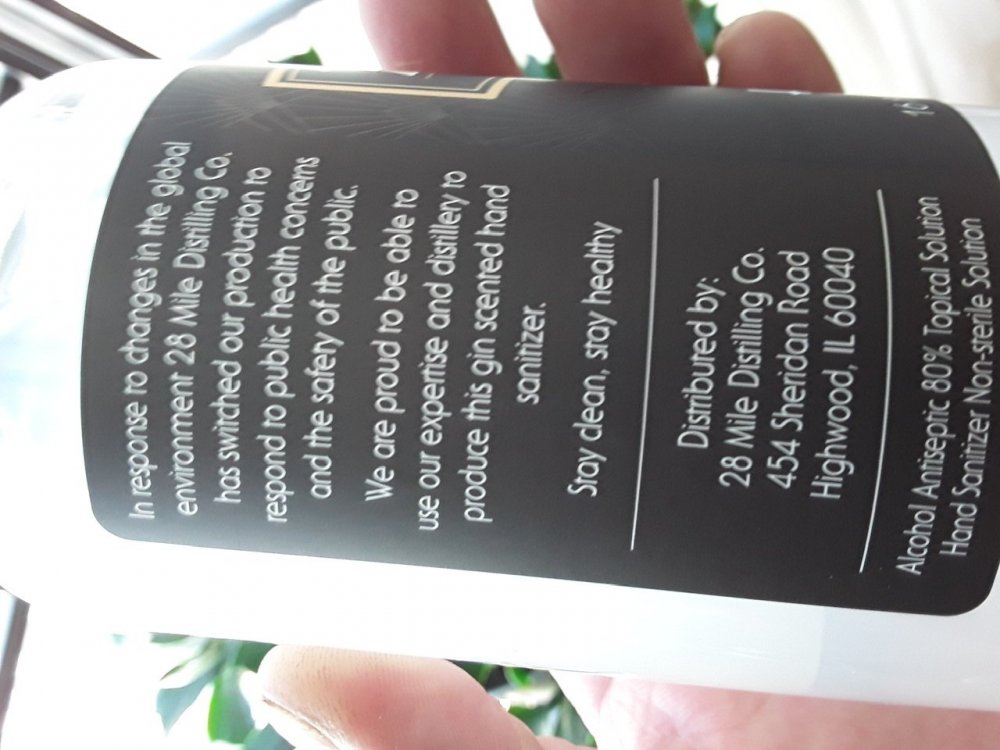 In response to changes in the global
environment 28 Mile Distilling Co.
has switched our production to
respond to public health concerns
and the safety of the public.
We are proud to be able to
use our expertise and distillery to
produce this gin scented hand
sanitizer.
Stay clean, stay healthy
Distributed by:
28 Mile Distilling Co.
454 Sheridan Road
Highwood, IL 60040
Alcohol Antiseptic 80% Topical Solution
Hand Sanitizer Non-sterile Solution